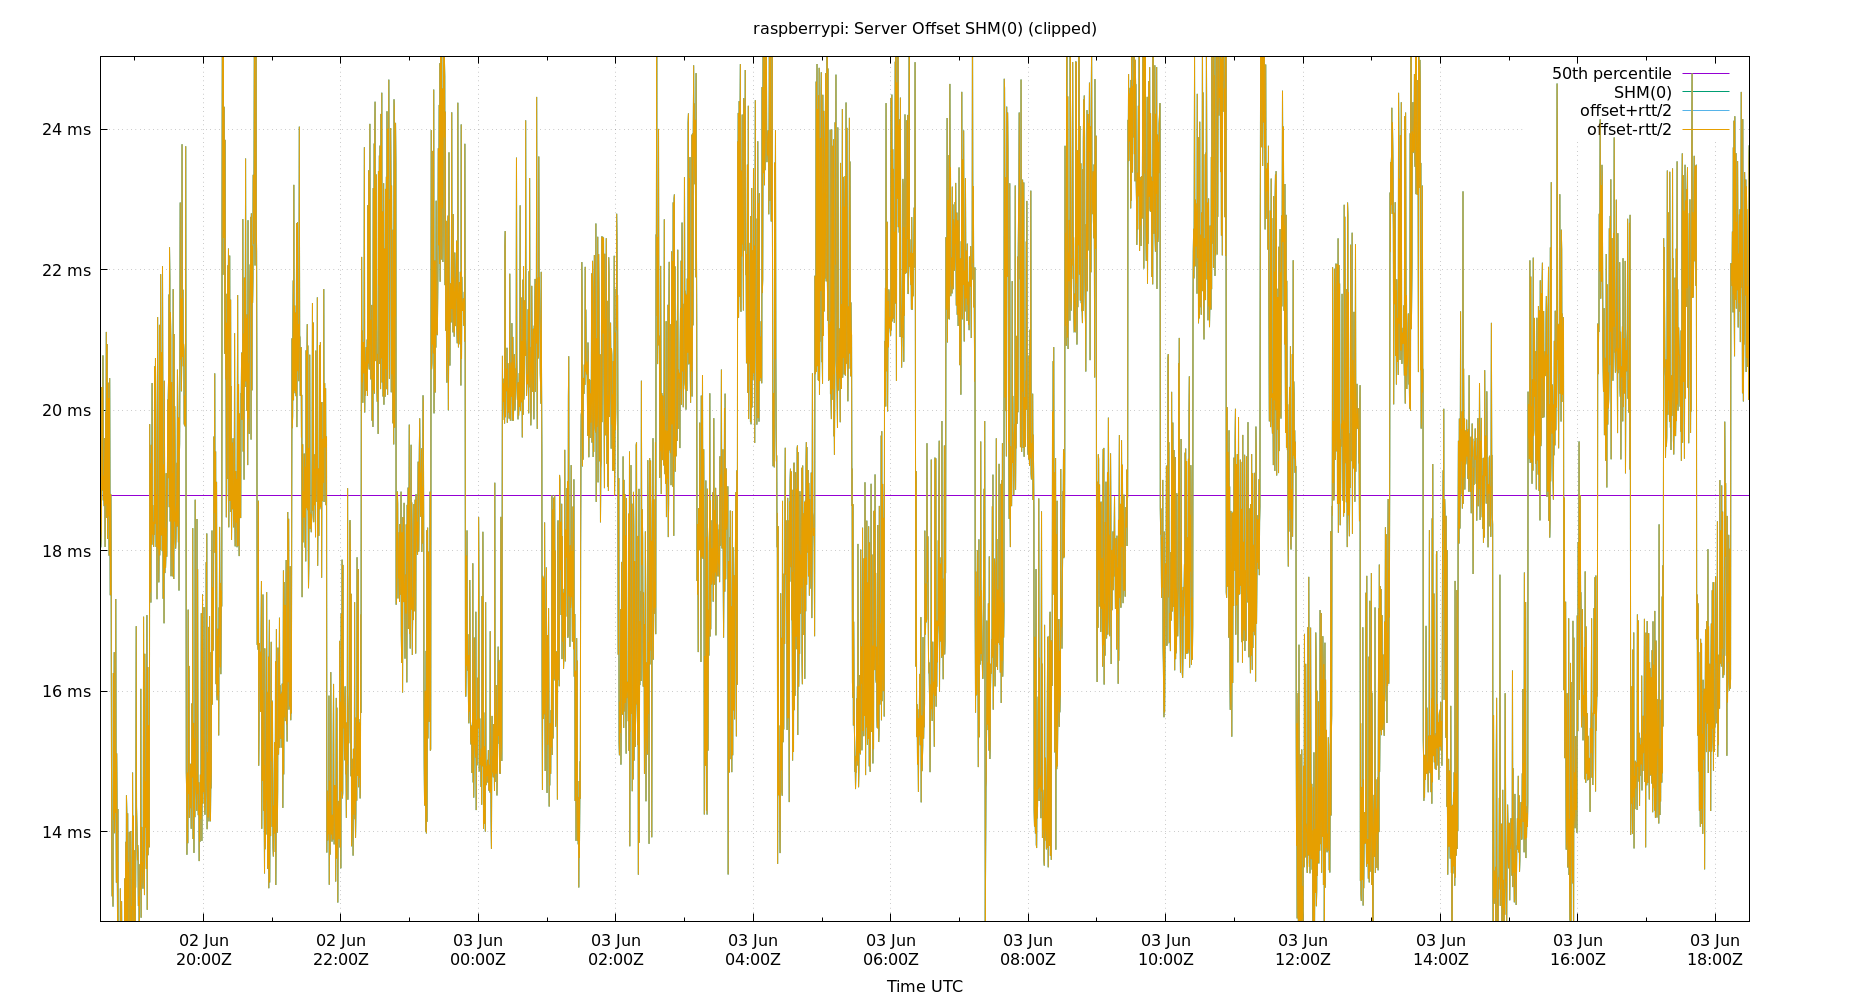 raspberrypi: Server Offset SHM(0) (clipped)
50th percentile
SHM(0)
offset+rtt/2
offset-rtt/2
24 ms
22 ms
20 ms
18 ms
16 ms
14 ms
02 Jun 02 Jun 03 Jun 03 Jun 03 Jun 03 Jun 03 Jun 03 Jun 03 Jun 03 Jun 03 Jun 03 Jun
20:00Z 22:00Z 00:00Z 02:00Z 04:00Z 06:00Z 08:00Z 10:00Z 12:00Z 14:00Z 16:00Z 18:00Z
Time UTC